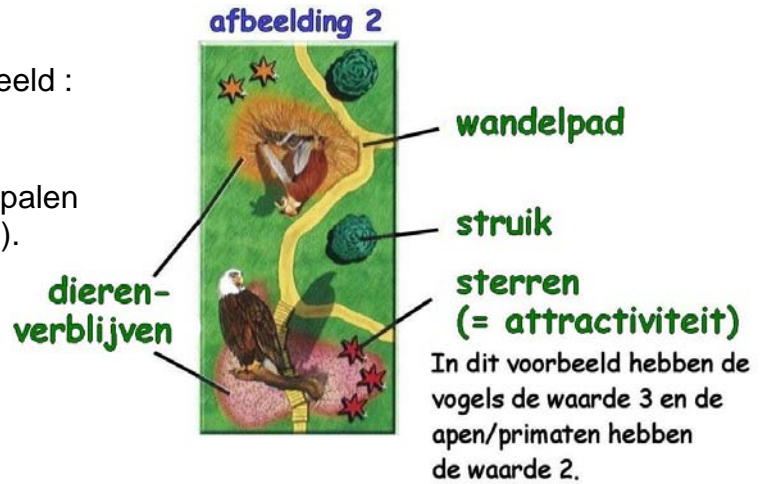 afbeelding 2
eeld :
palen
).
wandelpad
struik
sterren
(= attractiviteit)
dieren-
verblijven
In dit voorbeeld hebben de
vogels de waarde 3 en de
apen/primaten hebben
de waarde 2.